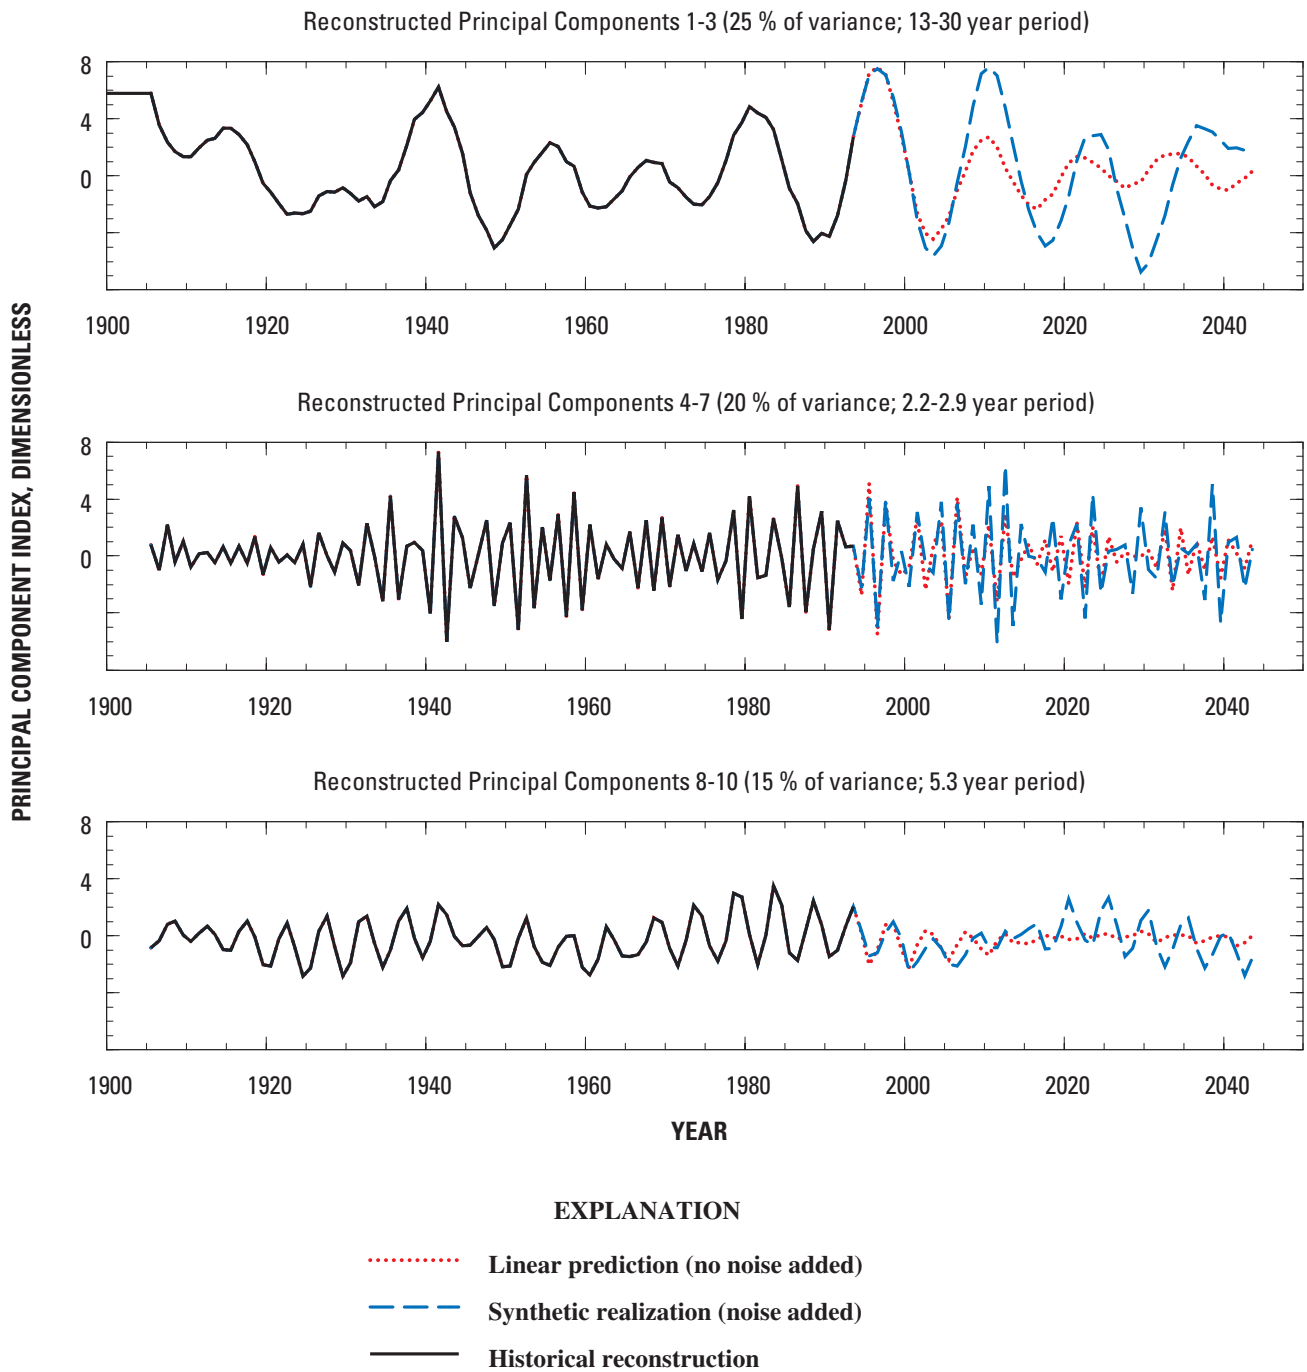 Reconstructed Principal Components 1-3 (25 % of variance; 13-30 year period)
8
4
0
1900 1920 1940 1960 1980 2000 2020 2040
PRINCIPAL COMPONENT INDEX, DIMENSIONLESS
Reconstructed Principal Components 4-7 (20 % of variance; 2.2-2.9 year period)
8
4
0
1900 1920 1940 1960 1980 2000 2020 2040
Reconstructed Principal Components 8-10 (15 % of variance; 5.3 year period)
8
4
0
1900 1920 1940 1960 1980 2000 2020 2040
YEAR
EXPLANATION
Linear prediction (no noise added)
Synthetic realization (noise added)
Historical reconstruction